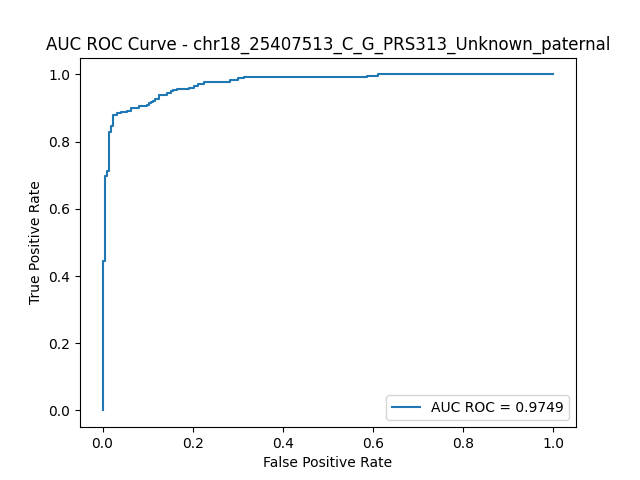 AUC ROC Curve - chr18_25407513_C_G_PRS313_Unknown_paternal
1.0
0.8
0.6
0.4
0.2
0.0
True Positive Rate
AUC ROC = 0.9749
0.0 0.2 0.4 0.6 0.8 1.0
False Positive Rate